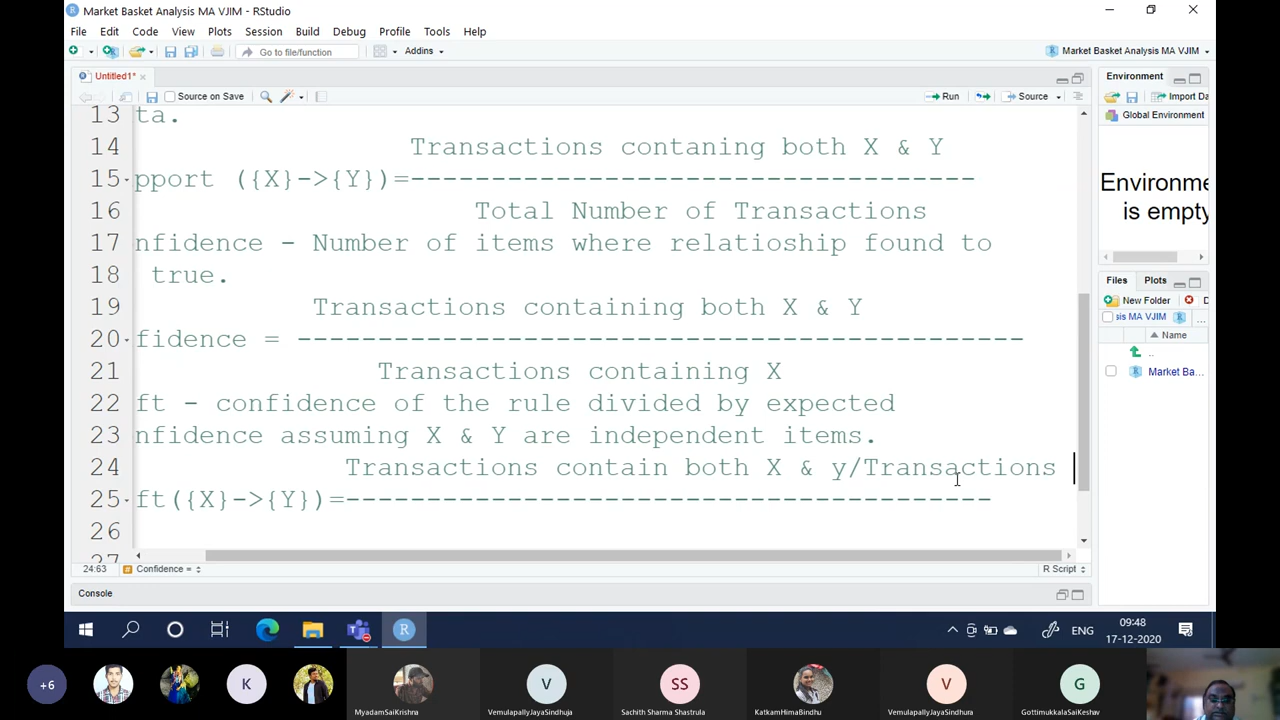 Market Basket Analysis MA VJIM - RStudio
File Edit Code View Plots Session Build Debug Profile Tools Help
Go to file/function Addins Market Basket Analysis MA VJIM
Untitled1*
Source on Save Run Source
13 ta.
14 Transactions contaning both X & Y
15 pport ({X}->{Y})=-----------------------------------
16 Total Number of Transactions
17 nfidence - Number of items where relatioship found to
18 true.
19 Transactions containing both X & Y
20 fidence = ---------------------------------------------
21 Transactions containing X
22 ft - confidence of the rule divided by expected
23 nfidence assuming X & Y are independent items.
24 Transactions contain both X & y/Transactions
25 ft({X}->{Y})=----------------------------------------
26
27
24:63 Confidence = R Script
Console
Environment
Import Da
Global Environment
Environme
is empty
Files Plots
New Folder D
sis MA VJIM ...
Name
..
Market Ba...
ENG
09:48
17-12-2020
+6
K
V
SS
V
G
MyadamSaiKrishna
VemulapallyJayaSindhuja
Sachith Sharma Shastrula
KatkamHimaBindhu
VemulapallyJayaSindhura
GottimukkalaSaiKeshav